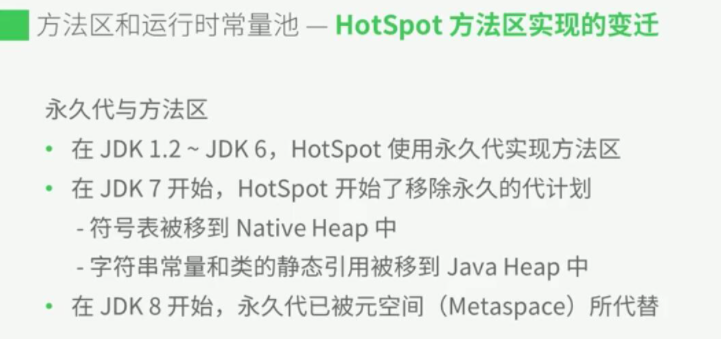 方法区和运行时常量池 — HotSpot 方法区实现的变迁
永久代与方法区
• 在 JDK 1.2 ~ JDK 6，HotSpot 使用永久代实现方法区
• 在 JDK 7 开始，HotSpot 开始了移除永久的代计划
- 符号表被移到 Native Heap 中
- 字符串常量和类的静态引用被移到 Java Heap 中
• 在 JDK 8 开始，永久代已被元空间（Metaspace）所代替